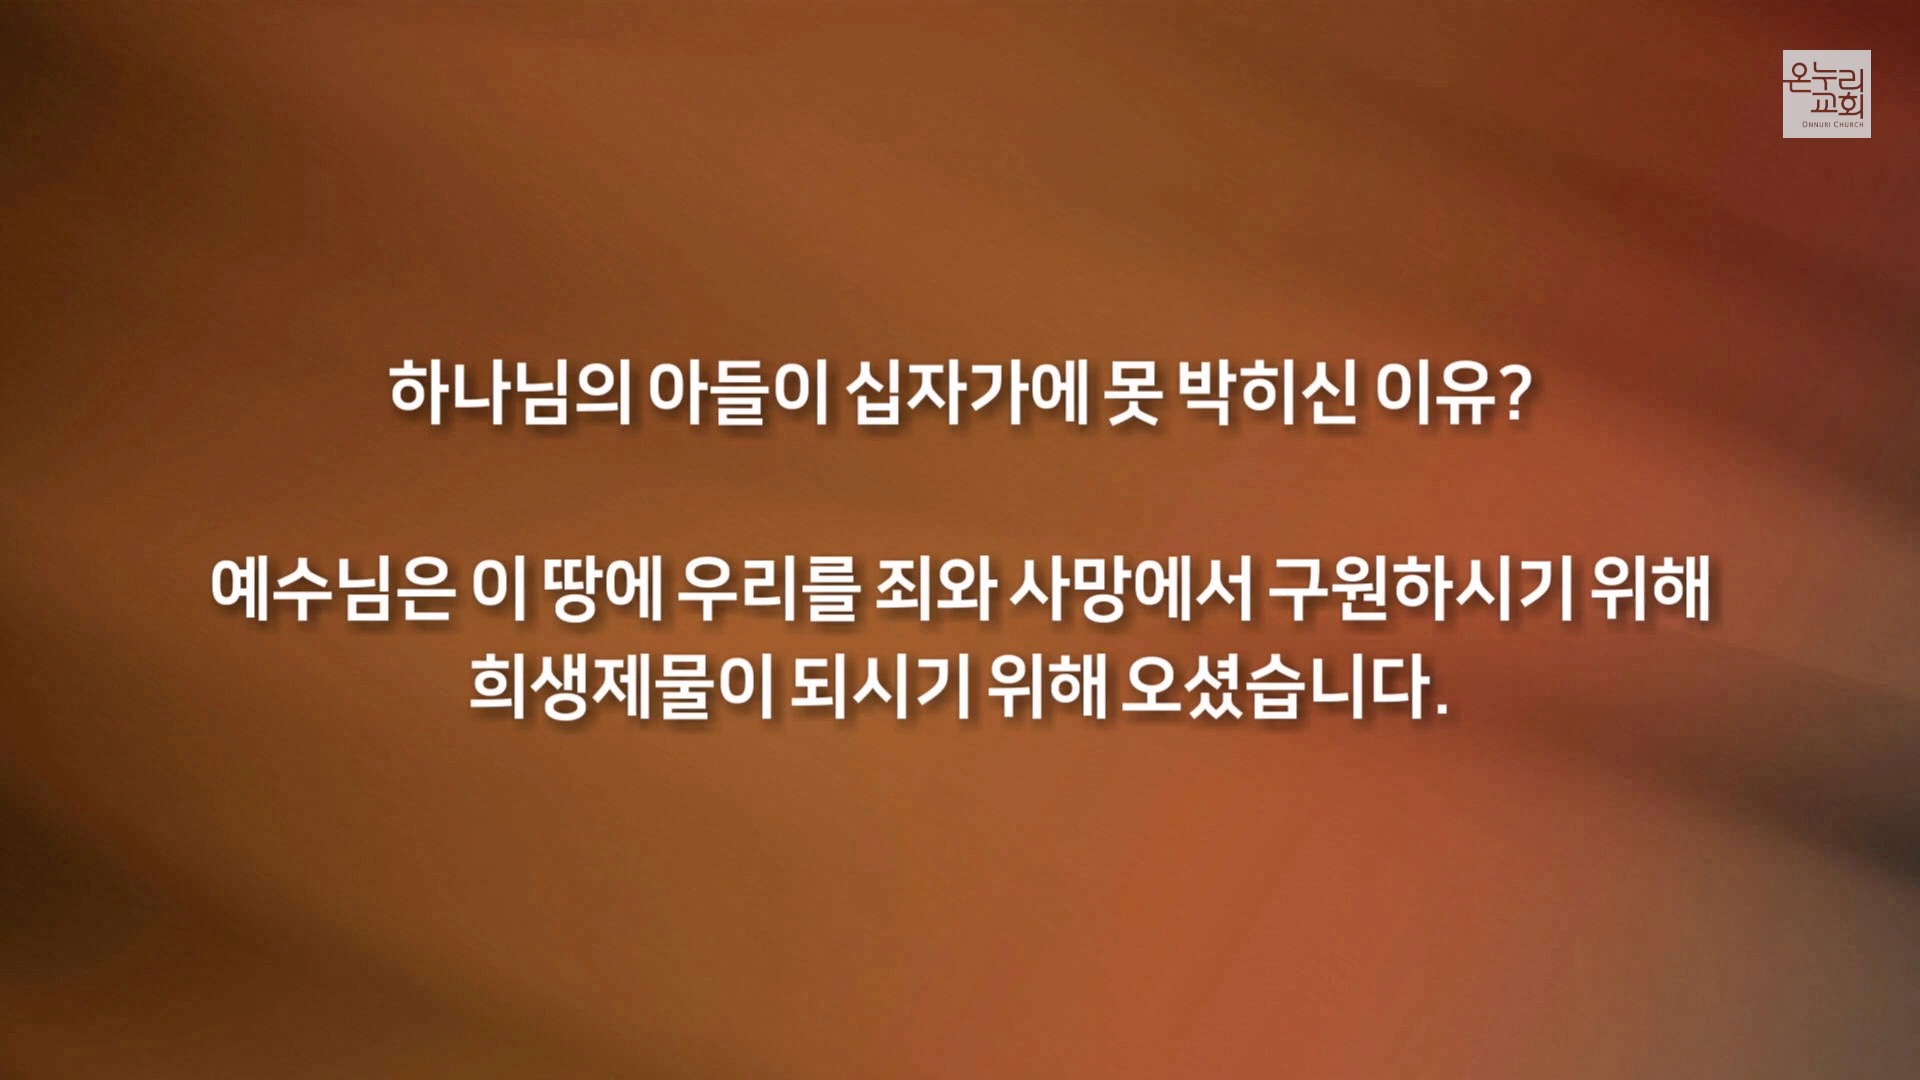 온누리
교회
ONNURI CHURCH
하나님의 아들이 십자가에 못 박히신 이유?
예수님은 이 땅에 우리를 죄와 사망에서 구원하시기 위해
희생제물이 되시기 위해 오셨습니다.